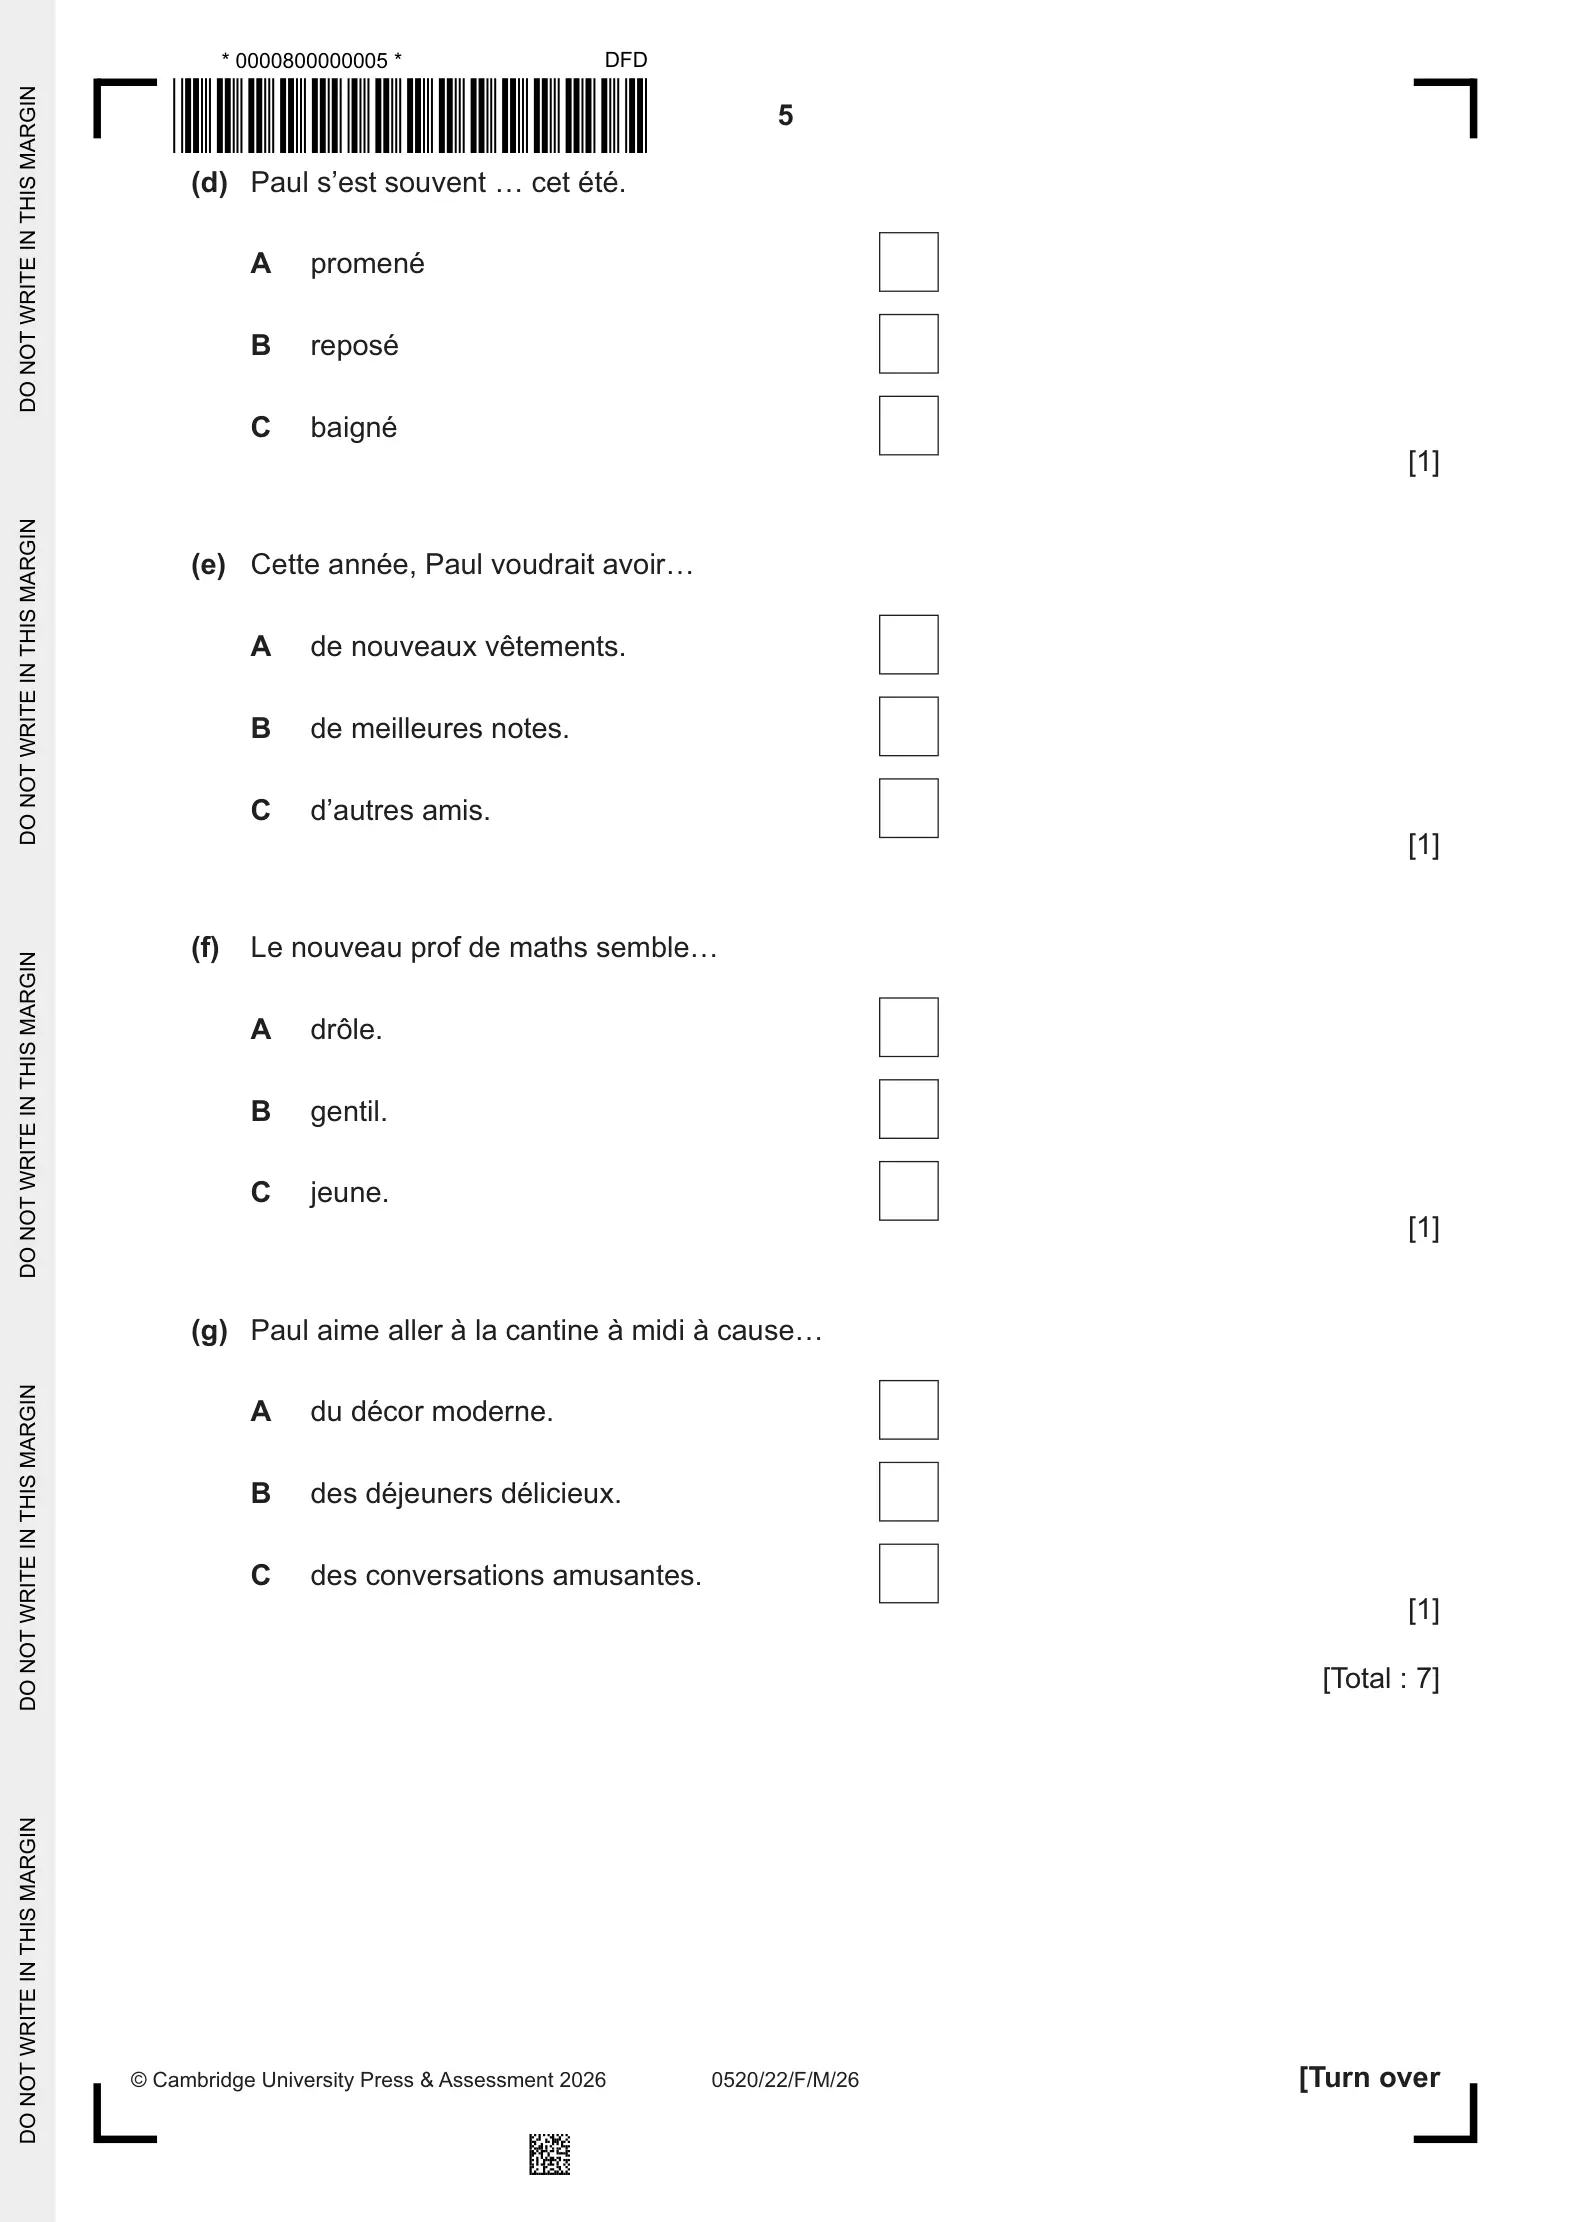 * 0000800000005 *
DFD
5
(d) Paul s’est souvent … cet été.
A promené
B reposé
C baigné
[1]
(e) Cette année, Paul voudrait avoir…
A de nouveaux vêtements.
B de meilleures notes.
C d’autres amis.
[1]
(f) Le nouveau prof de maths semble…
A drôle.
B gentil.
C jeune.
[1]
(g) Paul aime aller à la cantine à midi à cause…
A du décor moderne.
B des déjeuners délicieux.
C des conversations amusantes.
[1]
[Total : 7]
© Cambridge University Press & Assessment 2026
0520/22/F/M/26
[Turn over
DO NOT WRITE IN THIS MARGIN
DO NOT WRITE IN THIS MARGIN
DO NOT WRITE IN THIS MARGIN
DO NOT WRITE IN THIS MARGIN
DO NOT WRITE IN THIS MARGIN